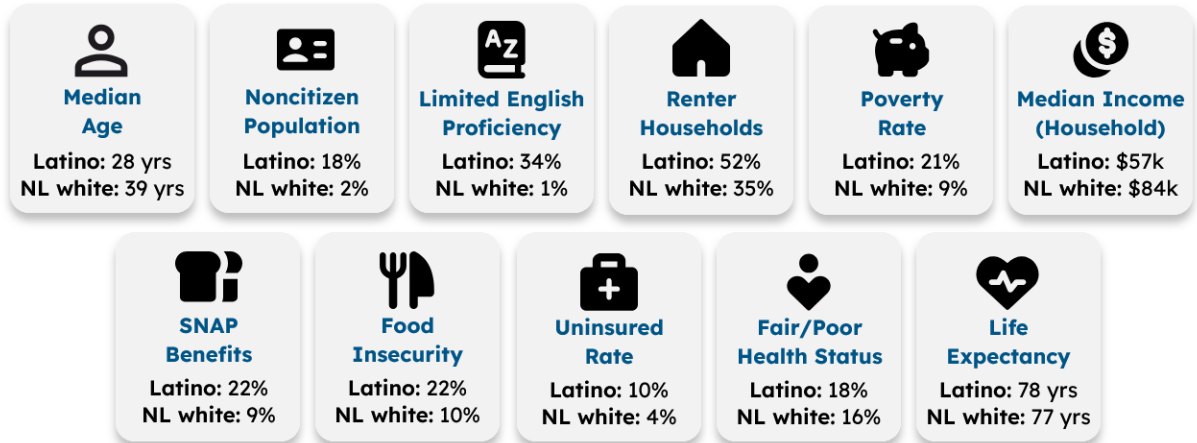 A Z
$
Median
Age
Latino: 28 yrs
NL white: 39 yrs
Noncitizen
Population
Latino: 18%
NL white: 2%
Limited English
Proficiency
Latino: 34%
NL white: 1%
Renter
Households
Latino: 52%
NL white: 35%
Poverty
Rate
Latino: 21%
NL white: 9%
Median Income
(Household)
Latino: $57k
NL white: $84k
SNAP
Benefits
Latino: 22%
NL white: 9%
Food
Insecurity
Latino: 22%
NL white: 10%
Uninsured
Rate
Latino: 10%
NL white: 4%
Fair/Poor
Health Status
Latino: 18%
NL white: 16%
Life
Expectancy
Latino: 78 yrs
NL white: 77 yrs